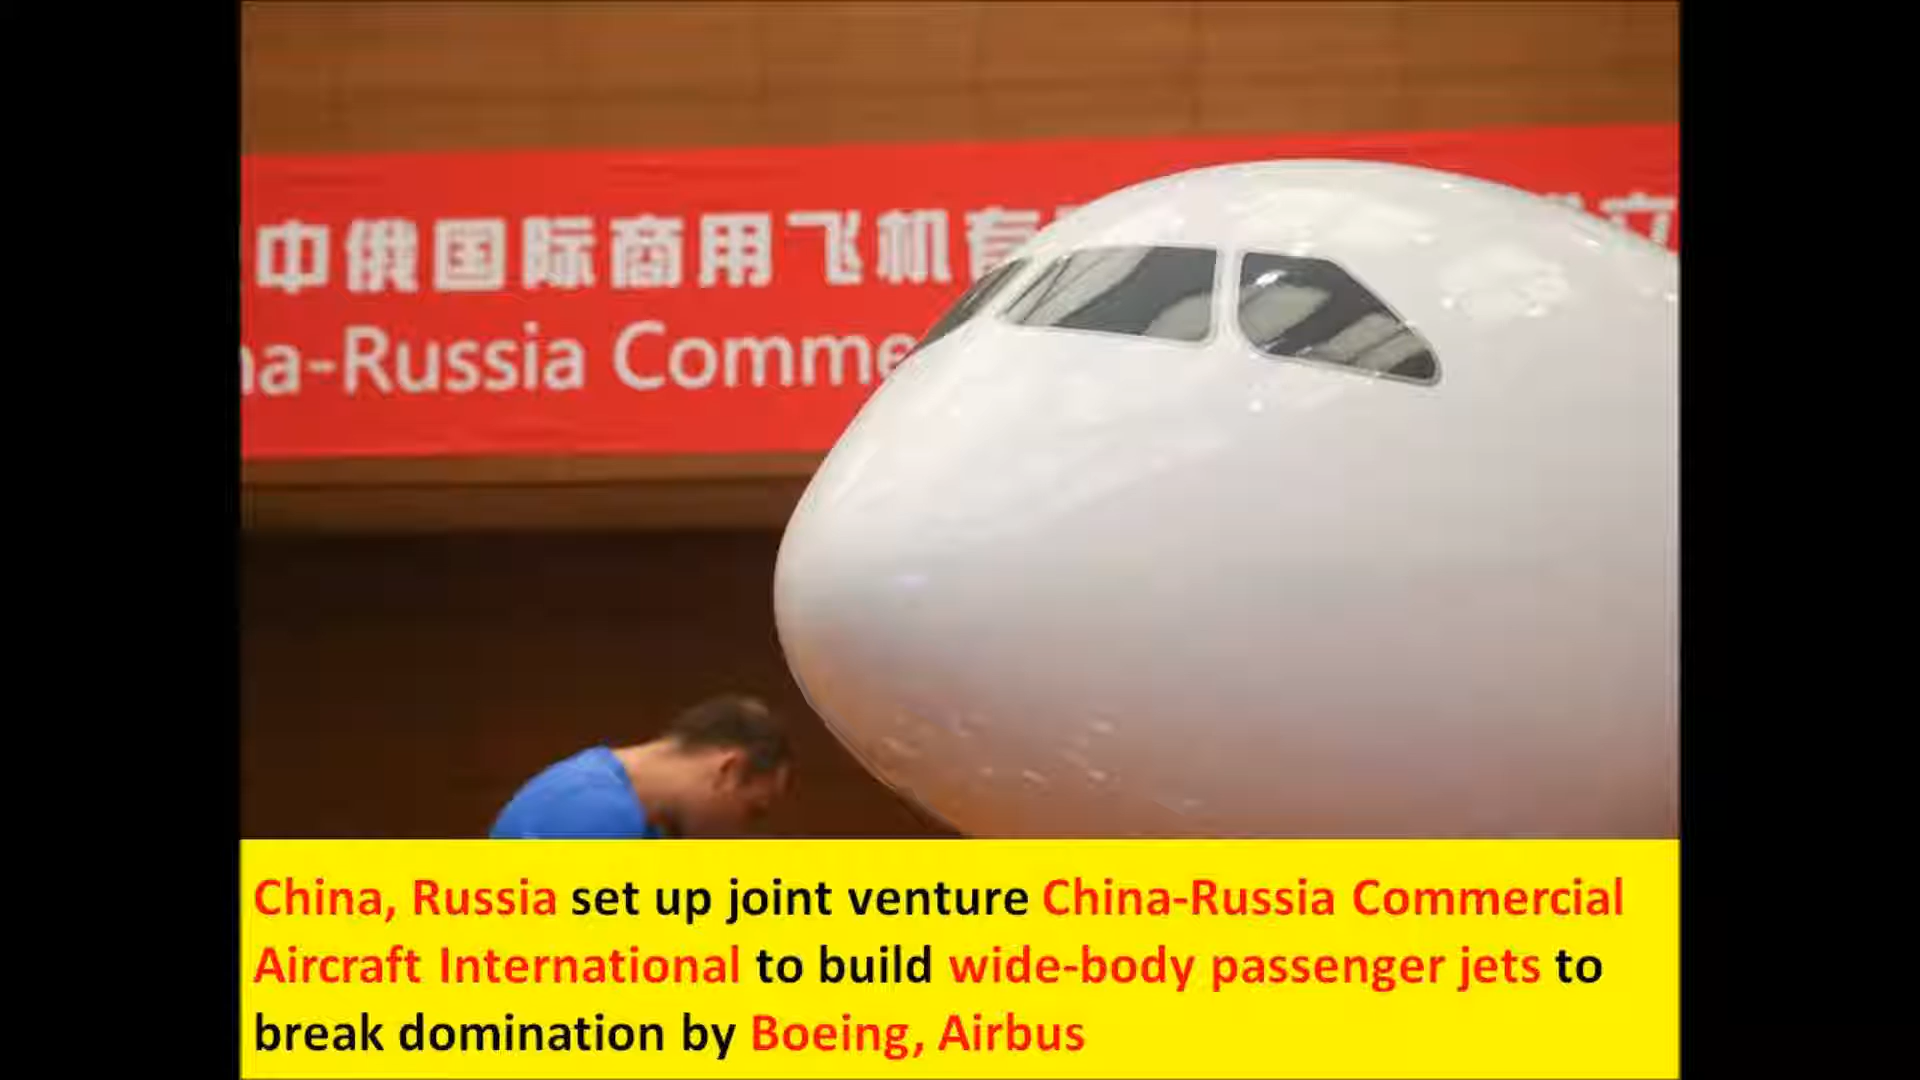 中俄国际商用飞机有
na-Russia Comme
China, Russia set up joint venture China-Russia Commercial
Aircraft International to build wide-body passenger jets to
break domination by Boeing, Airbus